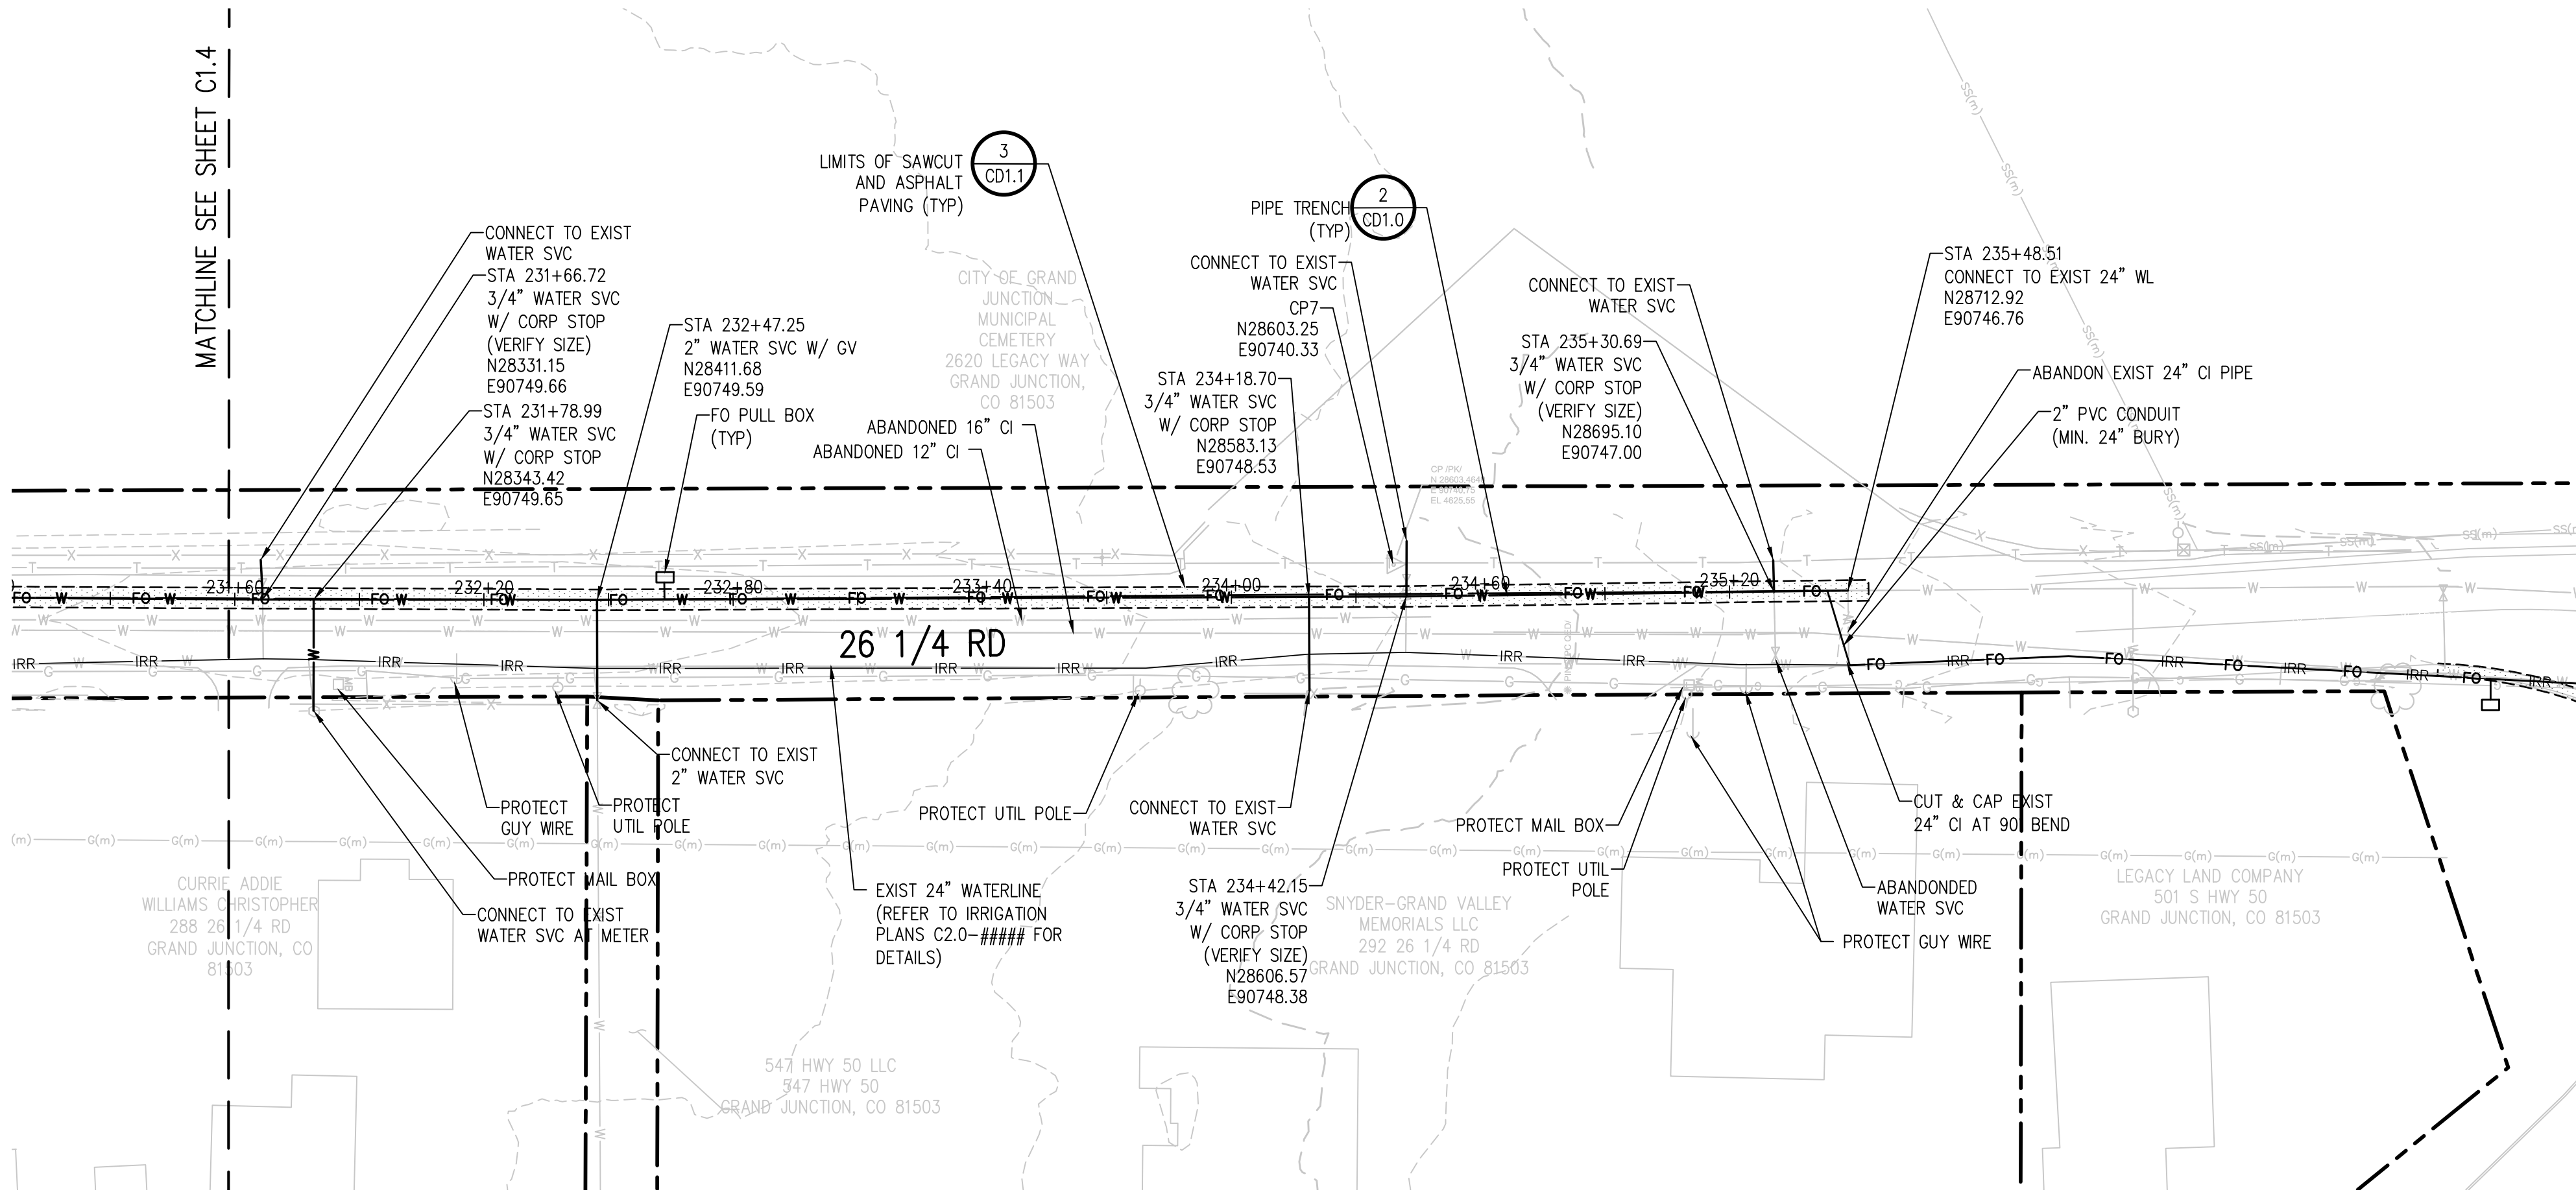 MATCHLINE SEE SHEET C1.4
CONNECT TO EXIST
WATER SVC
STA 231+66.72
3/4" WATER SVC
W/ CORP STOP
(VERIFY SIZE)
N28331.15
E90749.66
STA 231+78.99
3/4" WATER SVC
W/ CORP STOP
N28343.42
E90749.65
STA 232+47.25
2" WATER SVC W/ GV
N28411.68
E90749.59
FO PULL BOX
(TYP)
LIMITS OF SAWCUT
AND ASPHALT
PAVING (TYP)
3
CD1.1
CITY OF GRAND
JUNCTION
MUNICIPAL
CEMETERY
2620 LEGACY WAY
GRAND JUNCTION,
CO 81503
ABANDONED 16" CI
ABANDONED 12" CI
PIPE TRENCH
(TYP)
2
CD1.0
CONNECT TO EXIST
WATER SVC
CP7
N28603.25
E90740.33
STA 234+18.70
3/4" WATER SVC
W/ CORP STOP
N28583.13
E90748.53
CONNECT TO EXIST
WATER SVC
STA 235+30.69
3/4" WATER SVC
W/ CORP STOP
(VERIFY SIZE)
N28695.10
E90747.00
STA 235+48.51
CONNECT TO EXIST 24" WL
N28712.92
E90746.76
ABANDON EXIST 24" CI PIPE
2" PVC CONDUIT
(MIN. 24" BURY)
CP /PK/
N 28603.464
EL 4625.55
231+60
232+20
232+80
233+40
234+00
234+60
235+20
26 1/4 RD
CONNECT TO EXIST
2" WATER SVC
PROTECT
GUY WIRE
PROTECT
UTIL POLE
PROTECT MAIL BOX
CONNECT TO EXIST
WATER SVC AT METER
PROTECT UTIL POLE
EXIST 24" WATERLINE
(REFER TO IRRIGATION
PLANS C2.0-##### FOR
DETAILS)
CONNECT TO EXIST
WATER SVC
STA 234+42.15
3/4" WATER SVC
W/ CORP STOP
(VERIFY SIZE)
N28606.57
E90748.38
PROTECT MAIL BOX
PROTECT UTIL
POLE
CUT & CAP EXIST
24" CI AT 90° BEND
ABANDONDED
WATER SVC
PROTECT GUY WIRE
CURRIE ADDIE
WILLIAMS CHRISTOPHER
288 26 1/4 RD
GRAND JUNCTION, CO
81503
547 HWY 50 LLC
547 HWY 50
GRAND JUNCTION, CO 81503
SNYDER-GRAND VALLEY
MEMORIALS LLC
292 26 1/4 RD
GRAND JUNCTION, CO 81503
LEGACY LAND COMPANY
501 S HWY 50
GRAND JUNCTION, CO 81503